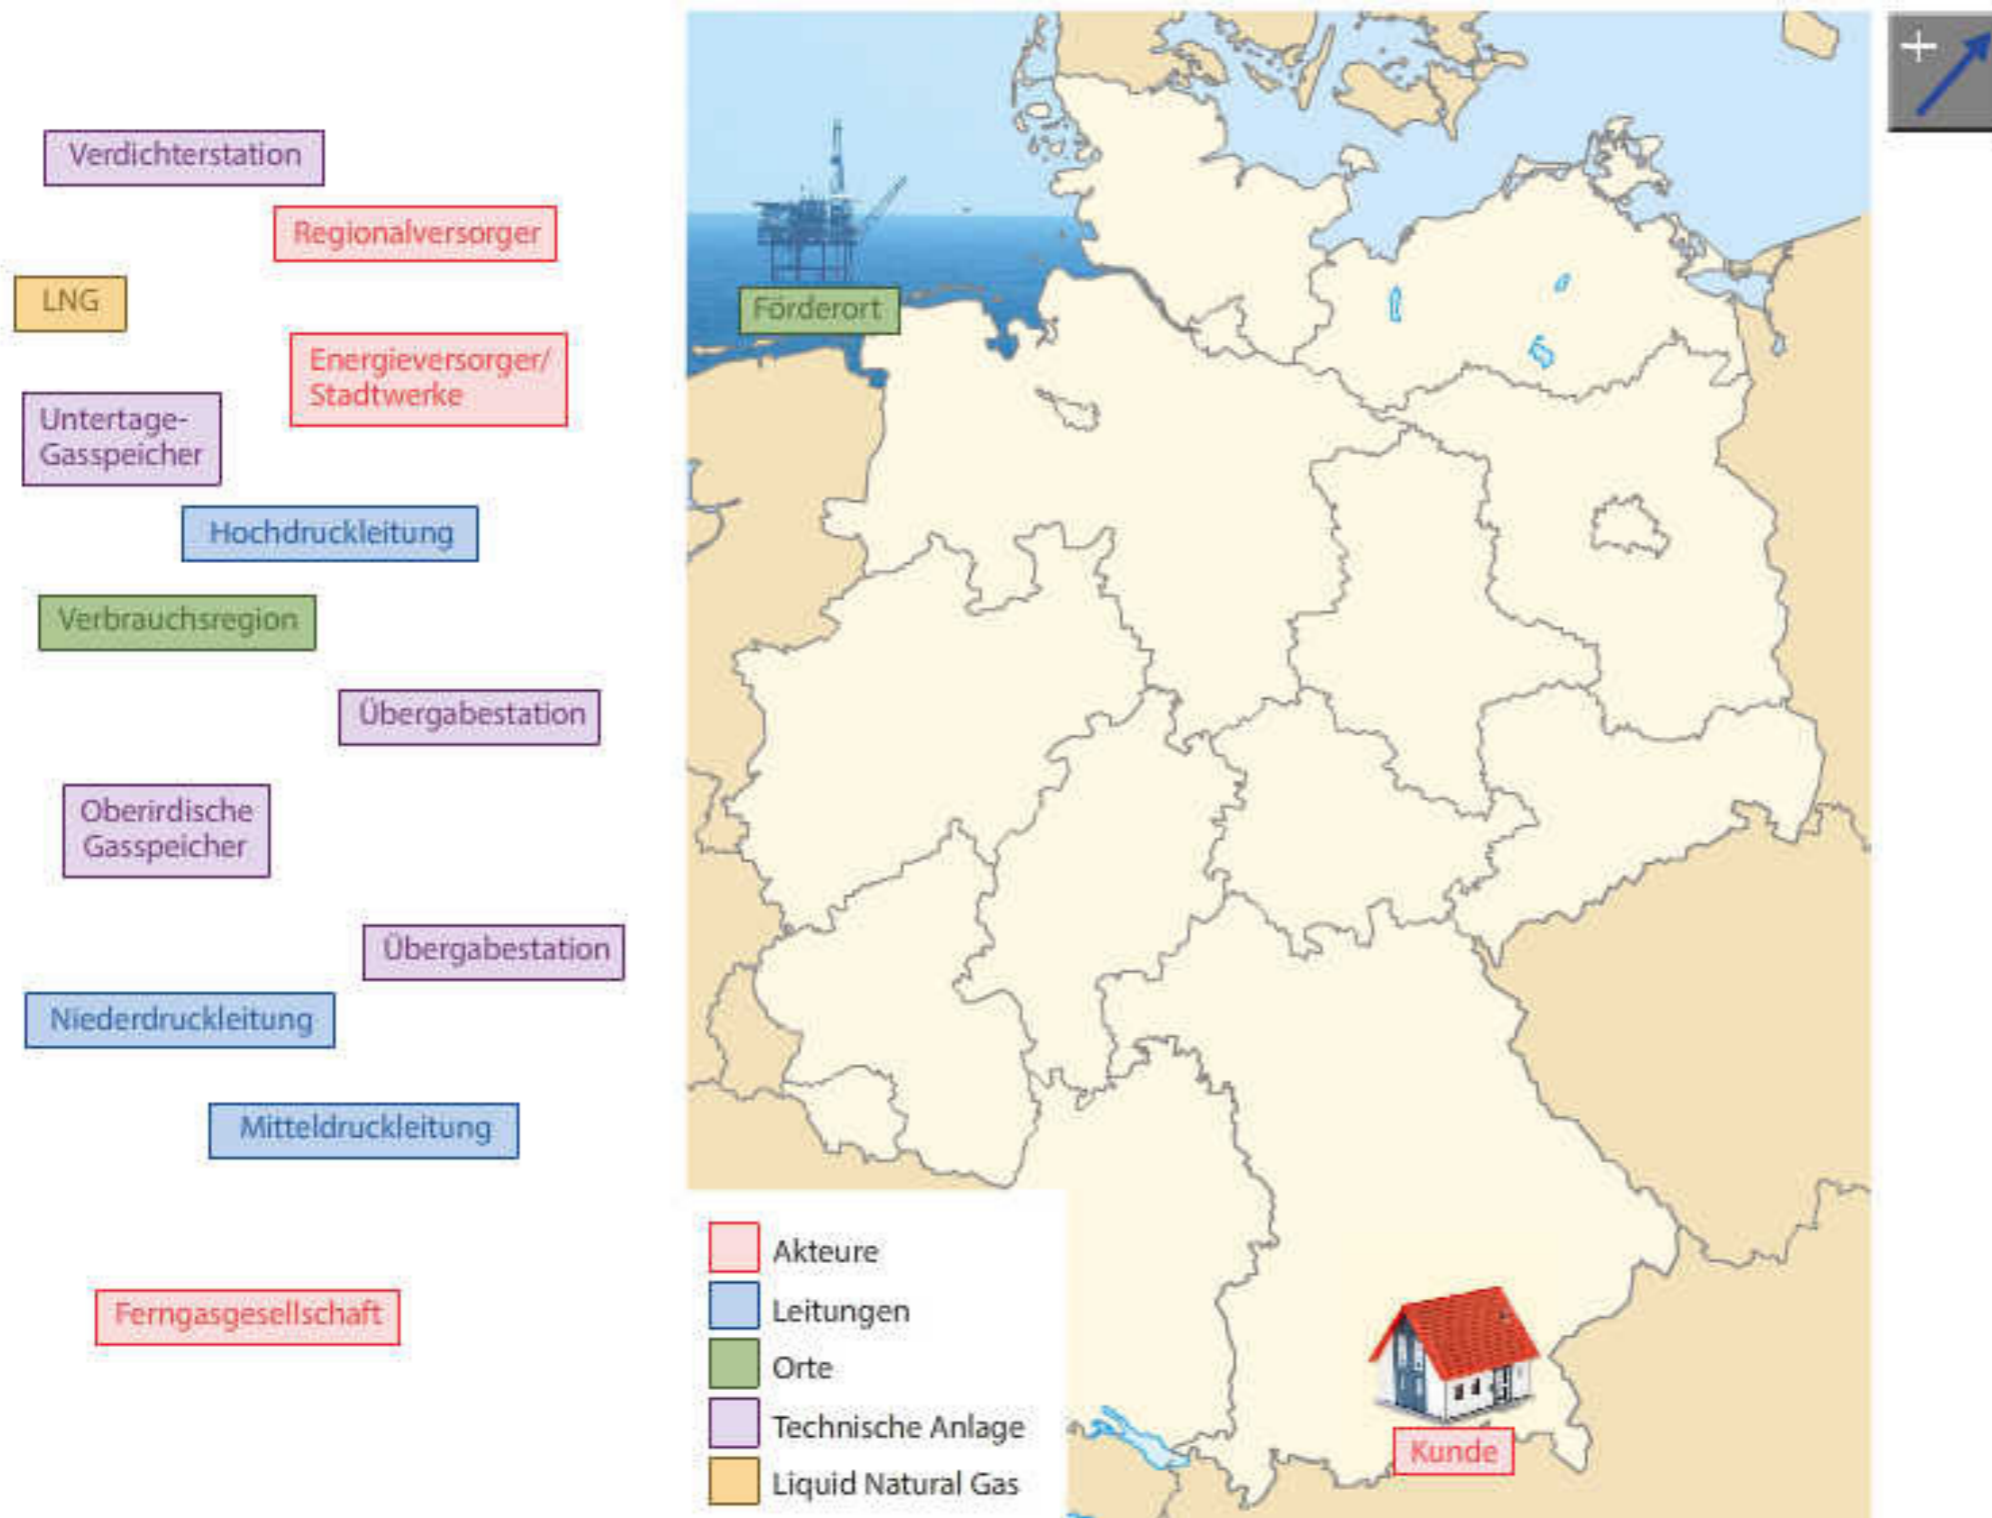 Verdichterstation
Regionalversorger
LNG
Energieversorger/
Stadtwerke
Untertage-
Gasspeicher
Hochdruckleitung
Verbrauchsregion
Übergabestation
Oberirdische
Gasspeicher
Übergabestation
Niederdruckleitung
Mitteldruckleitung
Ferngasgesellschaft
Förderort
Akteure
Leitungen
Orte
Technische Anlage
Liquid Natural Gas
Kunde